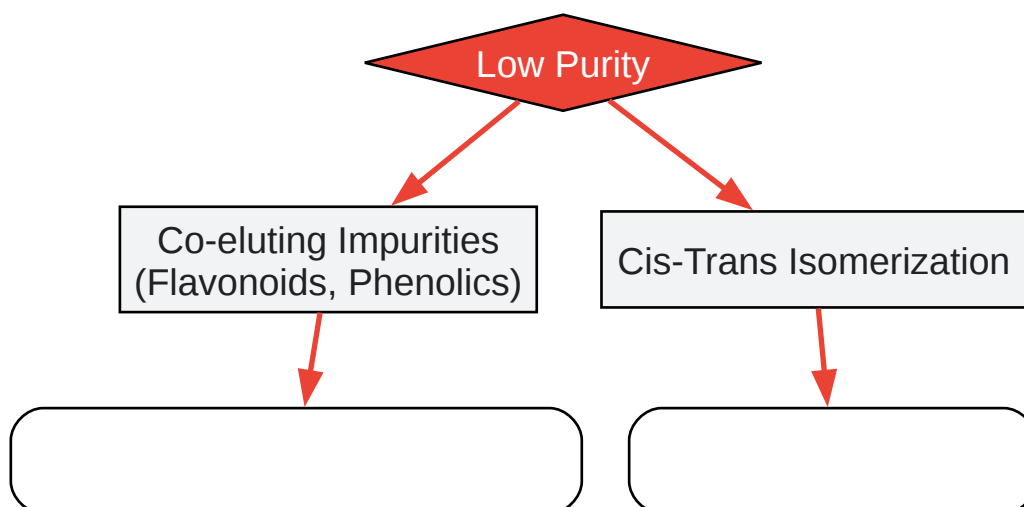 Low Purity
Co-eluting Impurities
(Flavonoids, Phenolics)
Cis-Trans Isomerization